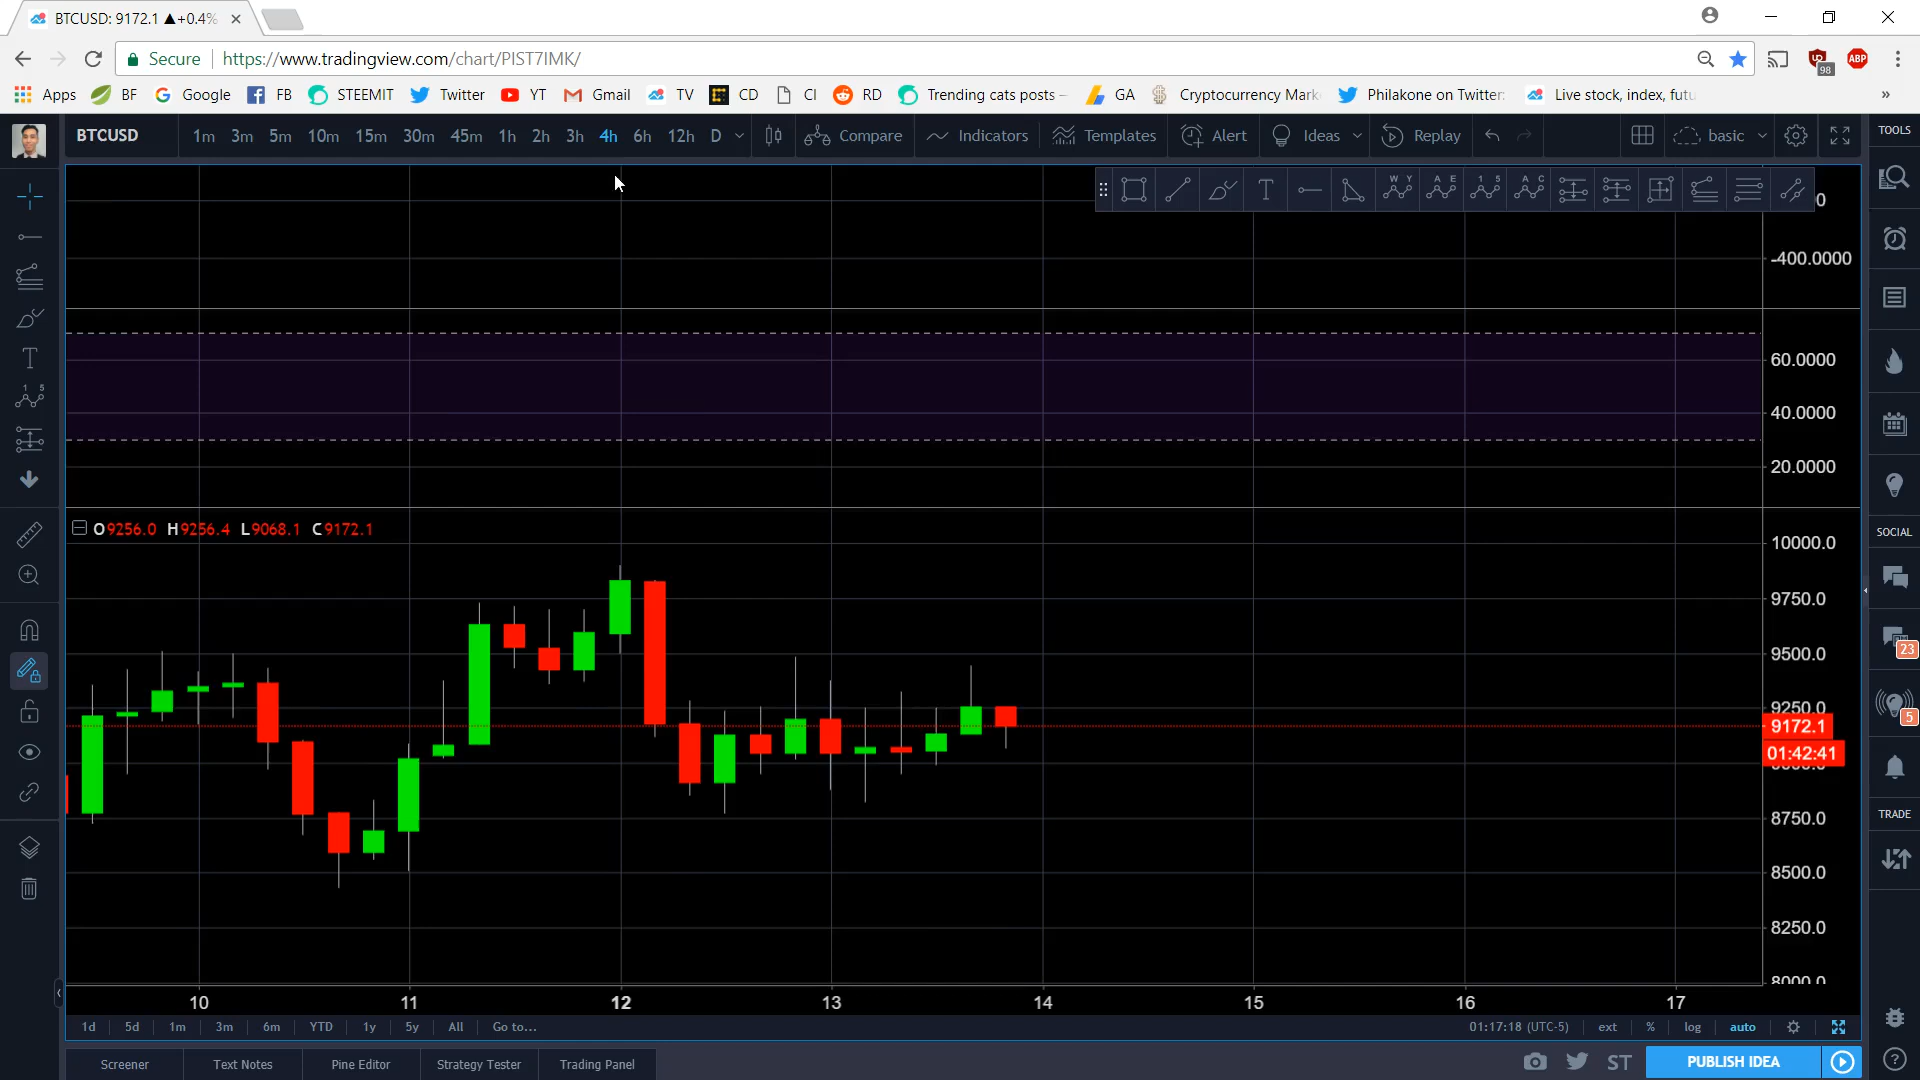 BTCUSD: 9172.1 ▲+0.4%
Secure https://www.tradingview.com/chart/PIST7IMK/
98 ABP
Apps BF Google FB STEEMIT Twitter YT Gmail TV CD CI RD Trending cats posts – GA Cryptocurrency Mark Philakone on Twitter: Live stock, index, futu »
BTCUSD 1m 3m 5m 10m 15m 30m 45m 1h 2h 3h 4h 6h 12h D Compare Indicators Templates Alert Ideas Replay basic
TOOLS
-400.0000
60.0000
40.0000
20.0000
O9256.0 H9256.4 L9068.1 C9172.1
SOCIAL
10000.0
9750.0
9500.0
23
9250.0
5
9172.1
01:42:41
TRADE
8750.0
8500.0
8250.0
8000.0
10 11 12 13 14 15 16 17
1d 5d 1m 3m 6m YTD 1y 5y All Go to... 01:17:18 (UTC-5) ext % log auto
Screener Text Notes Pine Editor Strategy Tester Trading Panel ST PUBLISH IDEA